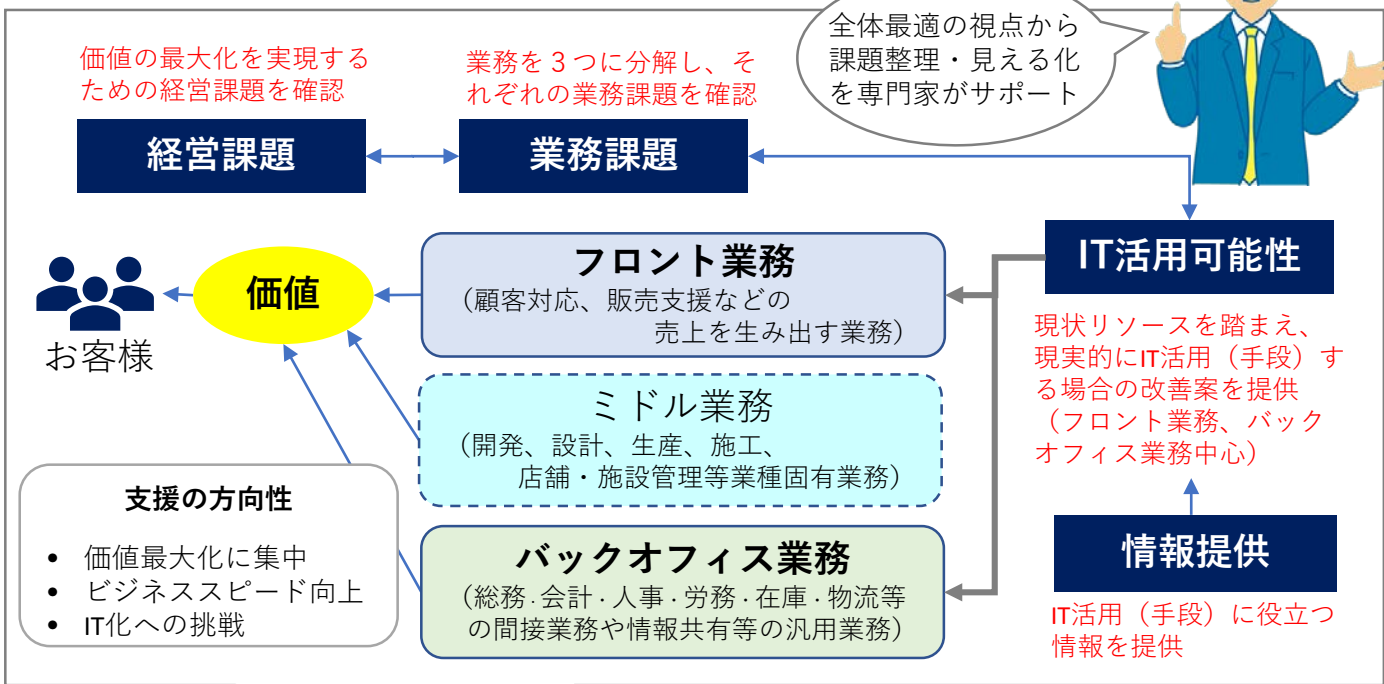 全体最適の視点から
課題整理・見える化
を専門家がサポート
価値の最大化を実現する
ための経営課題を確認
業務を３つに分解し、そ
れぞれの業務課題を確認
経営課題
業務課題
IT活用可能性
現状リソースを踏まえ、
現実的にIT活用（手段）す
る場合の改善案を提供
（フロント業務、バック
オフィス業務中心）
フロント業務
（顧客対応、販売支援などの
売上を生み出す業務）
価値
お客様
ミドル業務
（開発、設計、生産、施工、
店舗・施設管理等業種固有業務）
支援の方向性
• 価値最大化に集中
• ビジネススピード向上
• IT化への挑戦
バックオフィス業務
（総務･会計･人事･労務･在庫･物流等
の間接業務や情報共有等の汎用業務）
情報提供
IT活用（手段）に役立つ
情報を提供